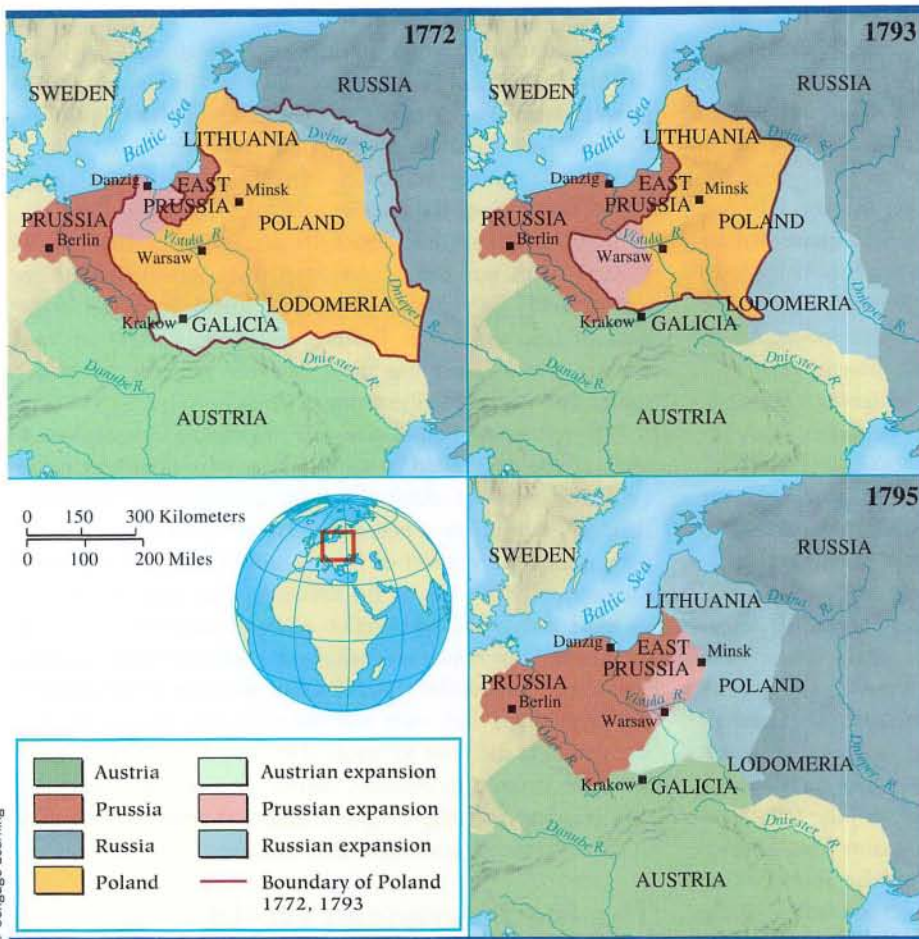 1772
SWEDEN
RUSSIA
Baltic Sea
LITHUANIA
Dvina R.
Danzig
EAST
PRUSSIA
Minsk
PRUSSIA
Berlin
POLAND
Vistula R.
Warsaw
Oder R.
LODOMERIA
Dnieper R.
Krakow
GALICIA
Dniester R.
Danube R.
AUSTRIA
1793
SWEDEN
RUSSIA
Baltic Sea
LITHUANIA
Dvina R.
Danzig
EAST
PRUSSIA
Minsk
PRUSSIA
Berlin
POLAND
Vistula R.
Warsaw
Oder R.
LODOMERIA
Dnieper R.
Krakow
GALICIA
Dniester R.
Danube R.
AUSTRIA
0 150 300 Kilometers
0 100 200 Miles
1795
SWEDEN
RUSSIA
Baltic Sea
LITHUANIA
Dvina R.
Danzig
EAST
PRUSSIA
Minsk
PRUSSIA
Berlin
POLAND
Vistula R.
Warsaw
Oder R.
LODOMERIA
Dnieper R.
Krakow
GALICIA
Dniester R.
Danube R.
AUSTRIA
Austria
Prussia
Russia
Poland
Austrian expansion
Prussian expansion
Russian expansion
Boundary of Poland
1772, 1793
Learning